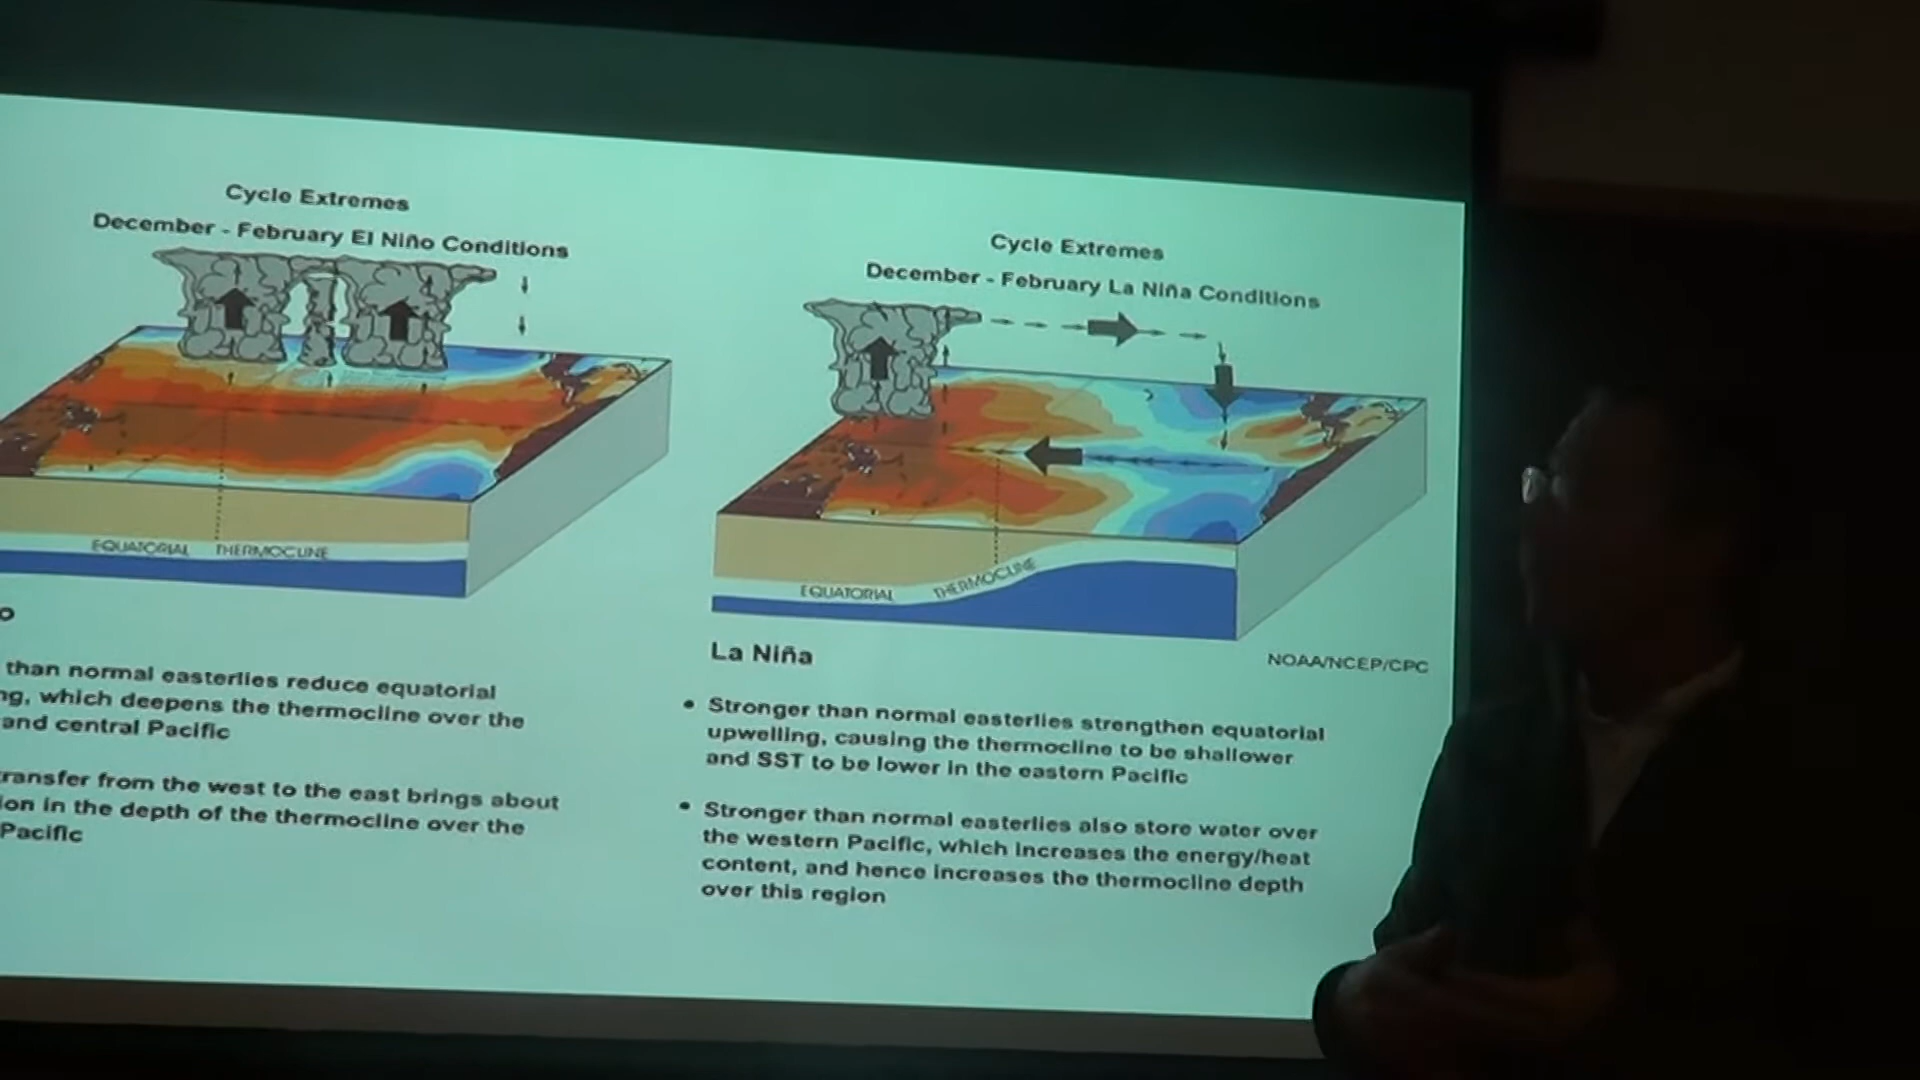 Cycle Extremes
December - February El Niño Conditions
EQUATORIAL THERMOCLINE
o
than normal easterlies reduce equatorial
ng, which deepens the thermocline over the
and central Pacific
ransfer from the west to the east brings about
ion in the depth of the thermocline over the
Pacific
Cycle Extremes
December - February La Niña Conditions
EQUATORIAL THERMOCLINE
NOAA/NCEP/CPC
La Niña
• Stronger than normal easterlies strengthen equatorial
upwelling, causing the thermocline to be shallower
and SST to be lower in the eastern Pacific
• Stronger than normal easterlies also store water over
the western Pacific, which increases the energy/heat
content, and hence increases the thermocline depth
over this region